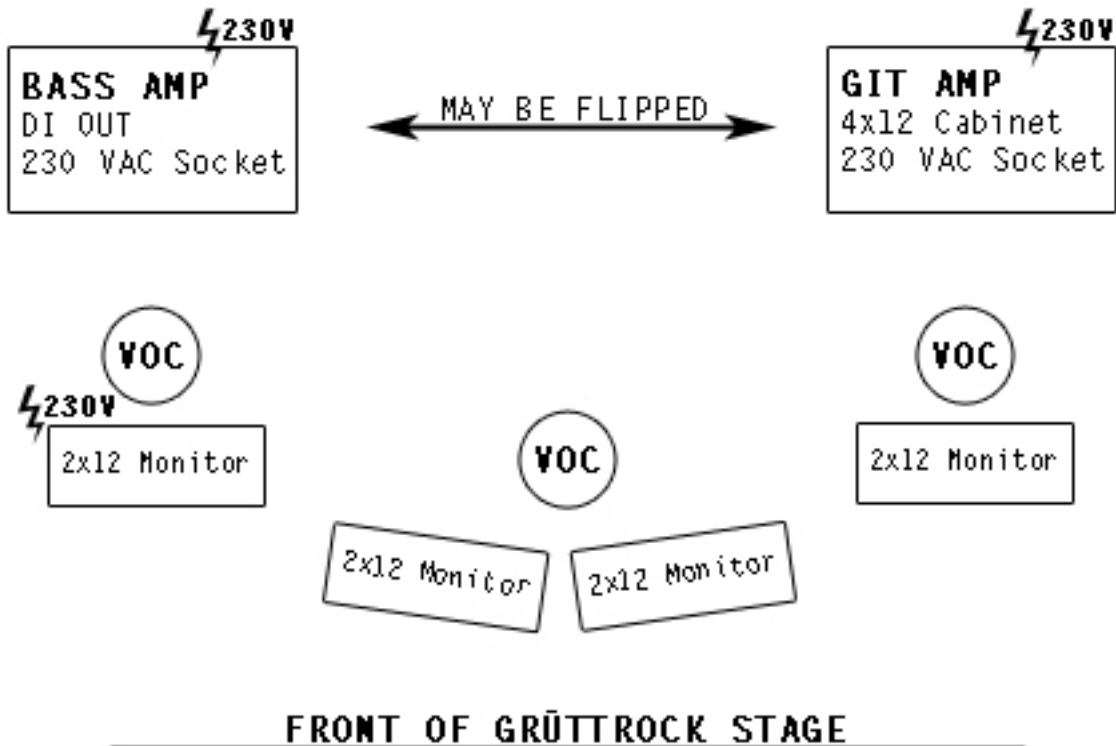 230V
BASS AMP
DI OUT
230 VAC Socket
MAY BE FLIPPED
230V
GIT AMP
4x12 Cabinet
230 VAC Socket
VOC
230V
2x12 Monitor
VOC
VOC
2x12 Monitor
2x12 Monitor
2x12 Monitor
FRONT OF GRÜTTROCK STAGE